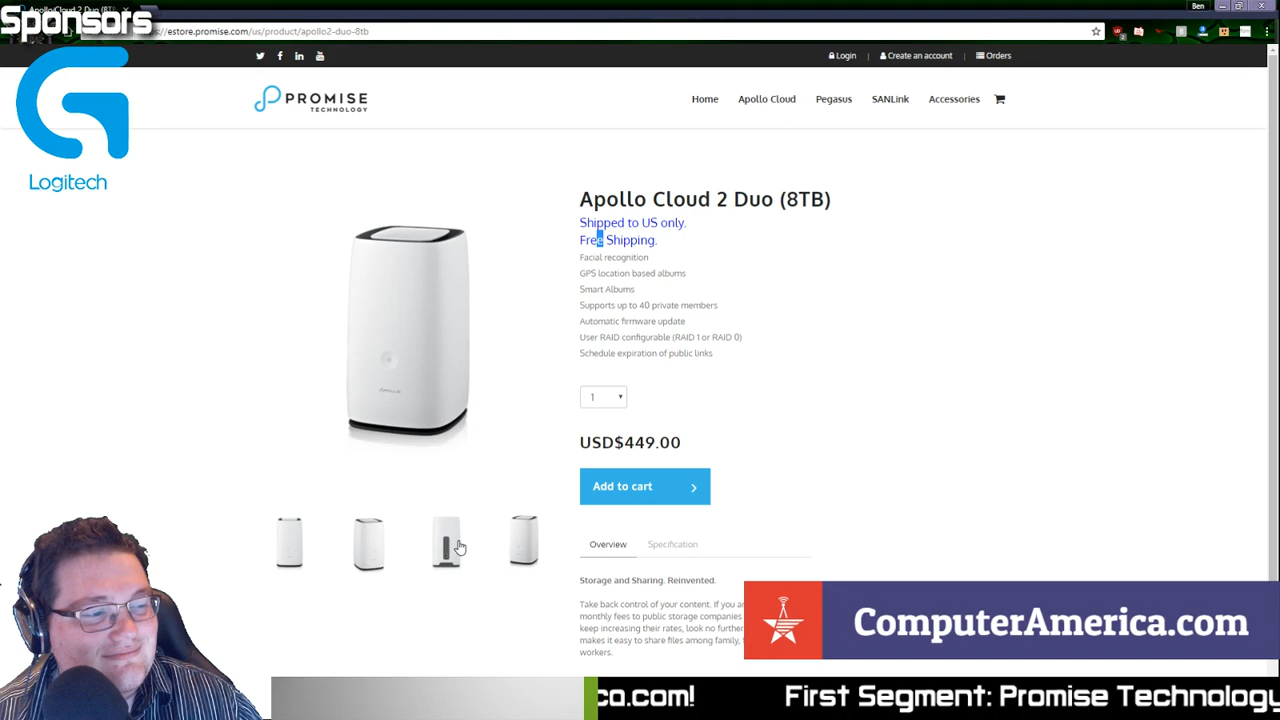 Apollo Cloud 2 Duo (8TB)
Ben
Sponsors
estore.promise.com/us/product/apollo2-duo-8tb
Login
Create an account
Orders
Logitech
PROMISE
TECHNOLOGY
Home
Apollo Cloud
Pegasus
SANLink
Accessories
Apollo Cloud 2 Duo (8TB)
Shipped to US only.
Free Shipping.
Facial recognition
GPS location based albums
Smart Albums
Supports up to 40 private members
Automatic firmware update
User RAID configurable (RAID 1 or RAID 0)
Schedule expiration of public links
1
USD$449.00
Add to cart
Overview
Specification
Storage and Sharing. Reinvented.
Take back control of your content. If you
monthly fees to public storage companies
keep increasing their rates, look no further
makes it easy to share files among family,
workers.
ComputerAmerica.com
ca.com!
First Segment: Promise Technology